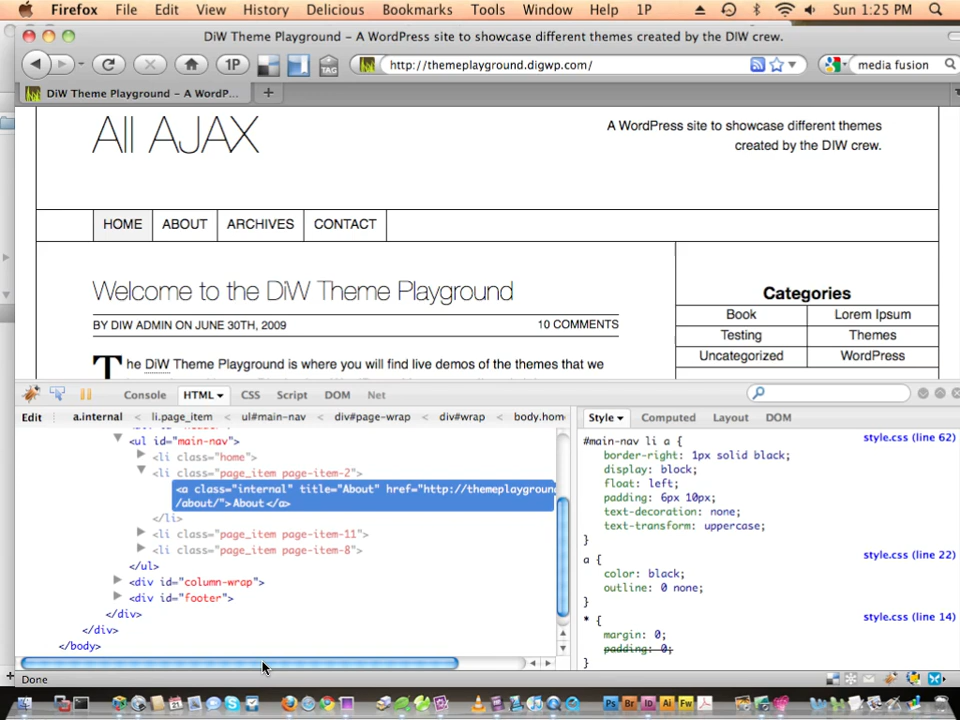 Firefox File Edit View History Delicious Bookmarks Tools Window Help 1P Sun 1:25 PM
DiW Theme Playground – A WordPress site to showcase different themes created by the DIW crew.
1P TAG http://themeplayground.digwp.com/ media fusion
DiW Theme Playground – A WordP... +
All AJAX
A WordPress site to showcase different themes
created by the DIW crew.
HOME ABOUT ARCHIVES CONTACT
Welcome to the DiW Theme Playground
BY DIW ADMIN ON JUNE 30TH, 2009 10 COMMENTS
The DiW Theme Playground is where you will find live demos of the themes that we
Categories
Book Lorem Ipsum
Testing Themes
Uncategorized WordPress
Console HTML CSS Script DOM Net
Edit a.internal < li.page_item < ul#main-nav < div#page-wrap < div#wrap < body.hom
Style Computed Layout DOM
<ul id="main-nav">
<li class="home">
<li class="page_item page-item-2">
<a class="internal" title="About" href="http://themeplayground
/about/">About</a>
</li>
<li class="page_item page-item-11">
<li class="page_item page-item-8">
</ul>
<div id="column-wrap">
<div id="footer">
</div>
</div>
</body>
#main-nav li a { style.css (line 62)
border-right: 1px solid black;
display: block;
float: left;
padding: 6px 10px;
text-decoration: none;
text-transform: uppercase;
}
a { style.css (line 22)
color: black;
outline: 0 none;
}
* { style.css (line 14)
margin: 0;
padding: 0;
}
Done
Ps Br Id Ai Fw